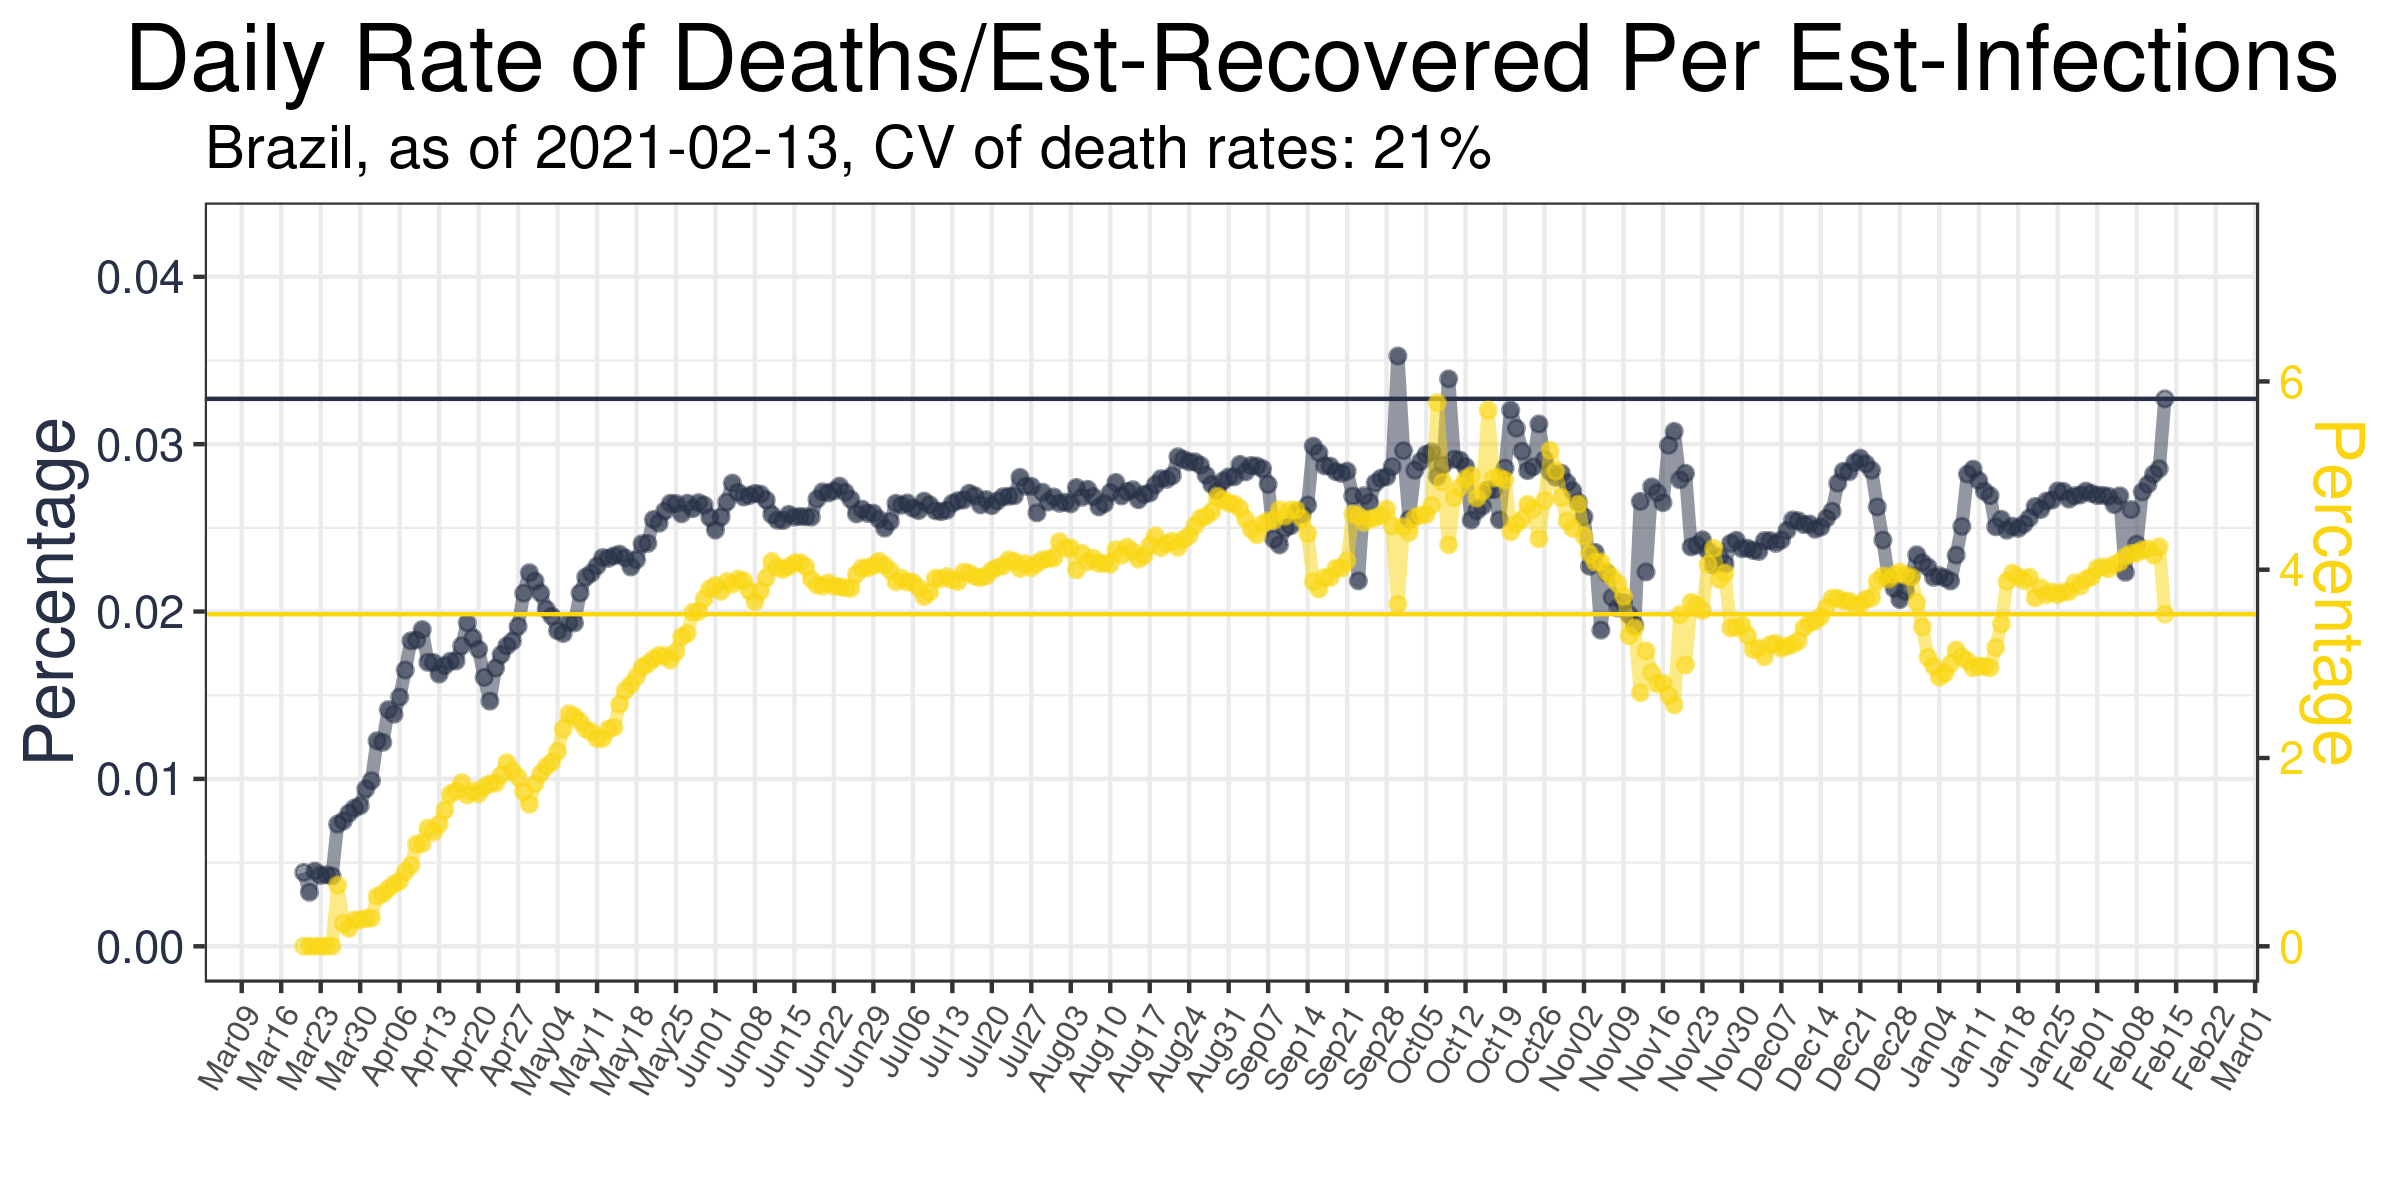 Daily Rate of Deaths/Est-Recovered Per Est-Infections
Brazil, as of 2021-02-13, CV of death rates: 21%
Percentage
0.04
0.03
0.02
0.01
0.00
6
4
2
0
Percentage
Mar09
Mar16
Mar23
Mar30
Apr06
Apr13
Apr20
Apr27
May04
May11
May18
May25
Jun01
Jun08
Jun15
Jun22
Jun29
Jul06
Jul13
Jul20
Jul27
Aug03
Aug10
Aug17
Aug24
Aug31
Sep07
Sep14
Sep21
Sep28
Oct05
Oct12
Oct19
Oct26
Nov02
Nov09
Nov16
Nov23
Nov30
Dec07
Dec14
Dec21
Dec28
Jan04
Jan11
Jan18
Jan25
Feb01
Feb08
Feb15
Feb22
Mar01